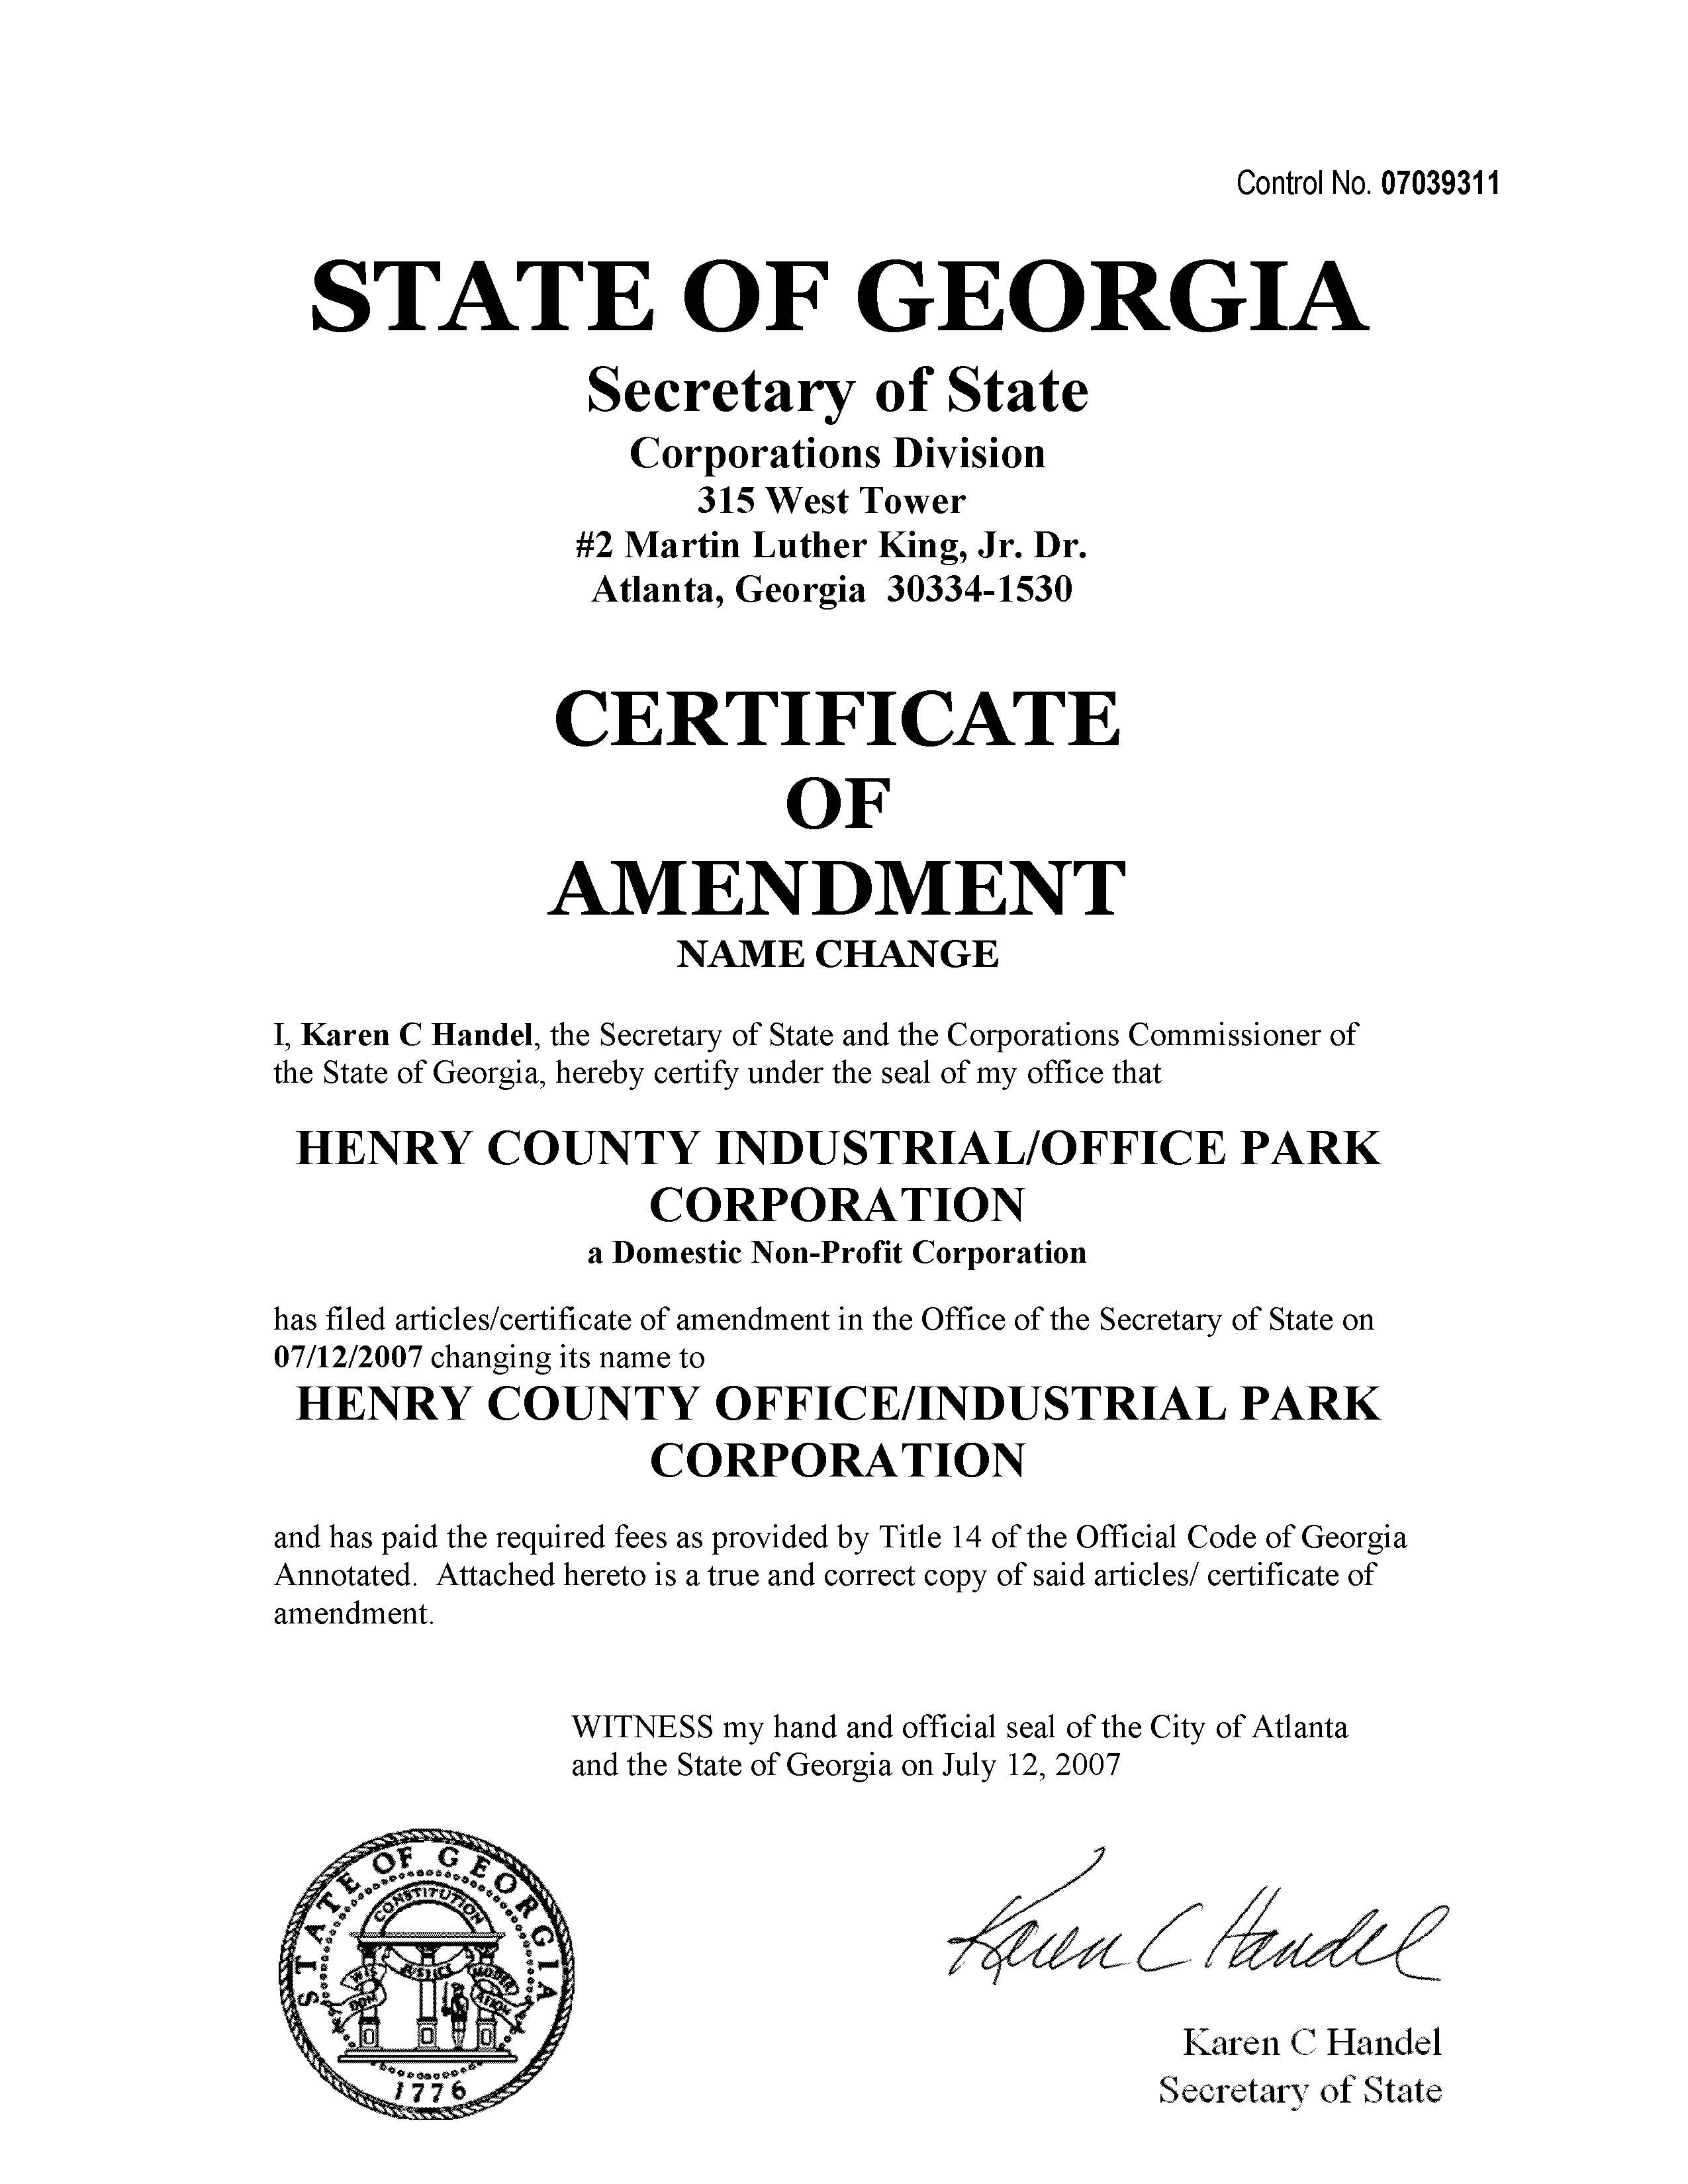 Control No. 07039311
STATE OF GEORGIA
Secretary of State
Corporations Division
315 West Tower
#2 Martin Luther King, Jr. Dr.
Atlanta, Georgia  30334-1530
CERTIFICATE
OF
AMENDMENT
NAME CHANGE
I, Karen C Handel, the Secretary of State and the Corporations Commissioner of
the State of Georgia, hereby certify under the seal of my office that
HENRY COUNTY INDUSTRIAL/OFFICE PARK
CORPORATION
a Domestic Non-Profit Corporation
has filed articles/certificate of amendment in the Office of the Secretary of State on
07/12/2007 changing its name to
HENRY COUNTY OFFICE/INDUSTRIAL PARK
CORPORATION
and has paid the required fees as provided by Title 14 of the Official Code of Georgia
Annotated.  Attached hereto is a true and correct copy of said articles/ certificate of
amendment.
WITNESS my hand and official seal of the City of Atlanta
and the State of Georgia on July 12, 2007
STATE OF GEORGIA
CONSTITUTION
WIS
DOM
JUSTICE
MODER
ATION
1776
Karen C Handel
Karen C Handel
Secretary of State